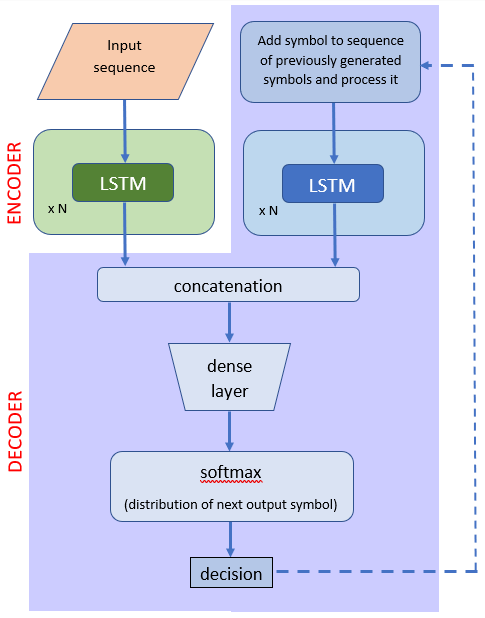 Input
sequence
Add symbol to sequence
of previously generated
symbols and process it
ENCODER
LSTM
x N
LSTM
x N
concatenation
dense
layer
DECODER
softmax
(distribution of next output symbol)
decision